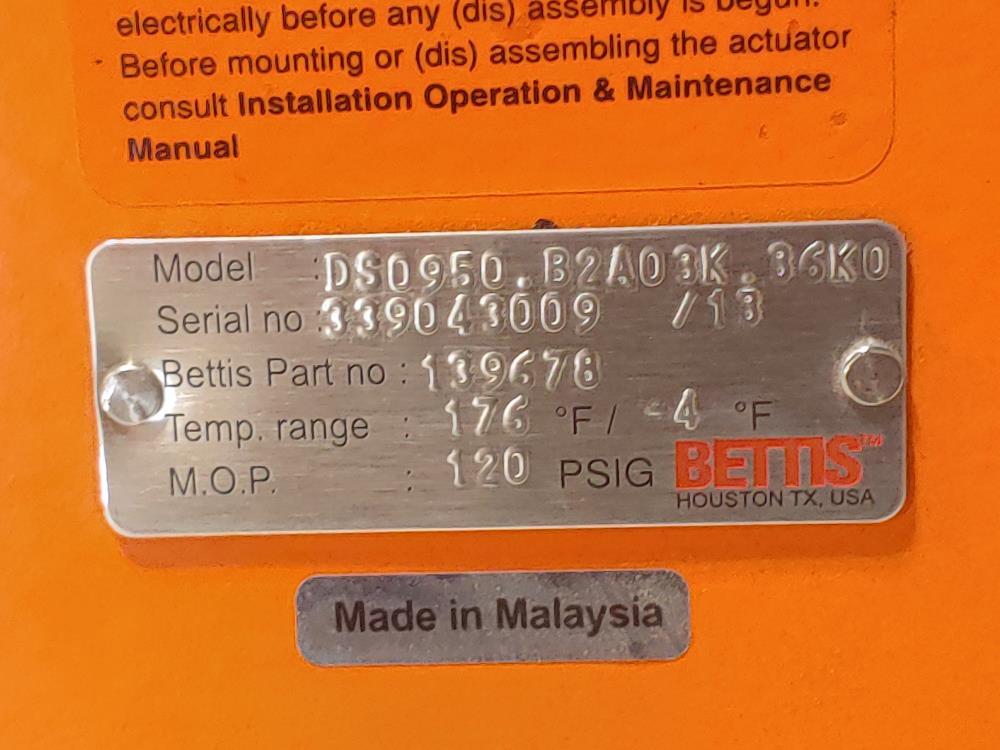 electrically before any (dis) assembly is begun.
Before mounting or (dis) assembling the actuator
consult Installation Operation & Maintenance
Manual
Model : DS0950.B2A03K.36K0
Serial no : 339043009 /13
Bettis Part no : 139678
Temp. range : 176 °F / -4 °F
M.O.P. : 120 PSIG BETTIS™
HOUSTON TX, USA
Made in Malaysia